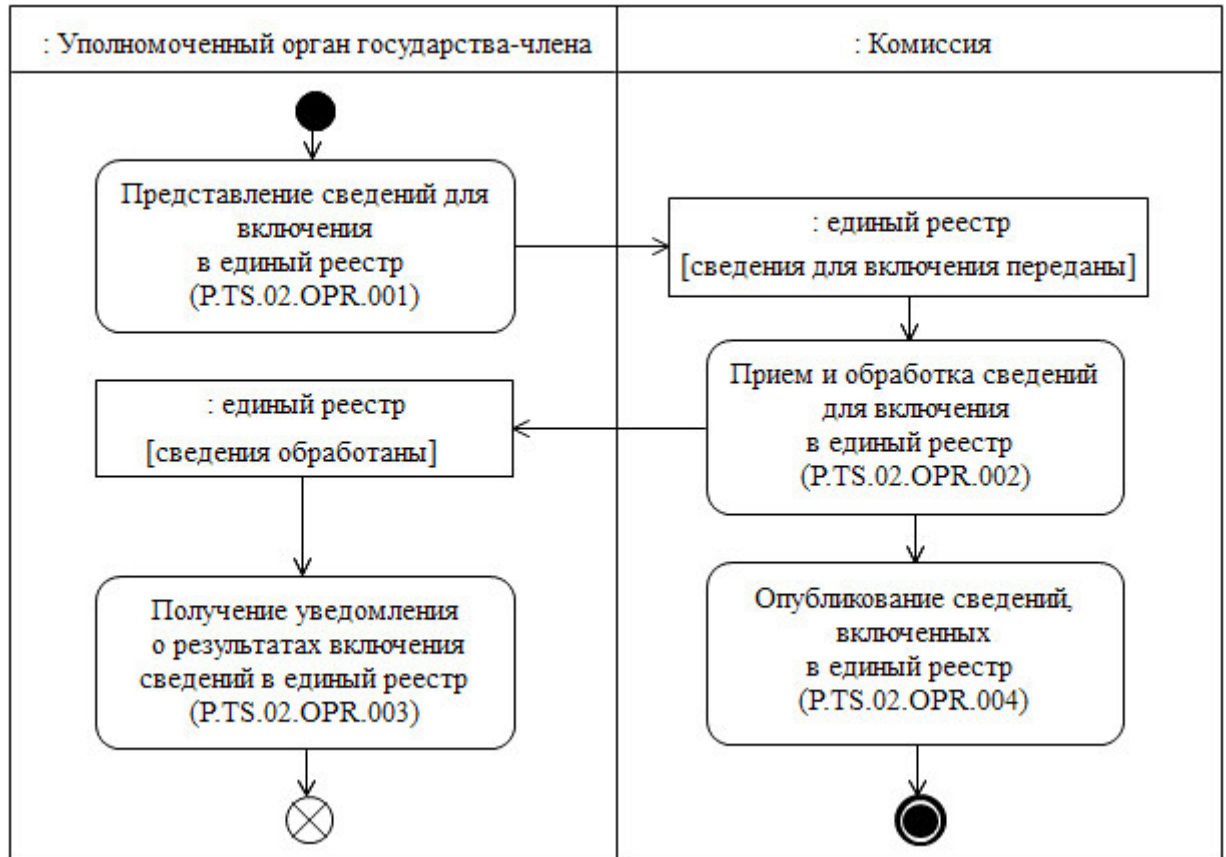 : Уполномоченный орган государства-члена
: Комиссия
Представление сведений для
включения
в единый реестр
(P.TS.02.OPR.001)
: единый реестр
[сведения для включения переданы]
Прием и обработка сведений
для включения
в единый реестр
(P.TS.02.OPR.002)
: единый реестр
[сведения обработаны]
Получение уведомления
о результатах включения
сведений в единый реестр
(P.TS.02.OPR.003)
Опубликование сведений,
включенных
в единый реестр
(P.TS.02.OPR.004)